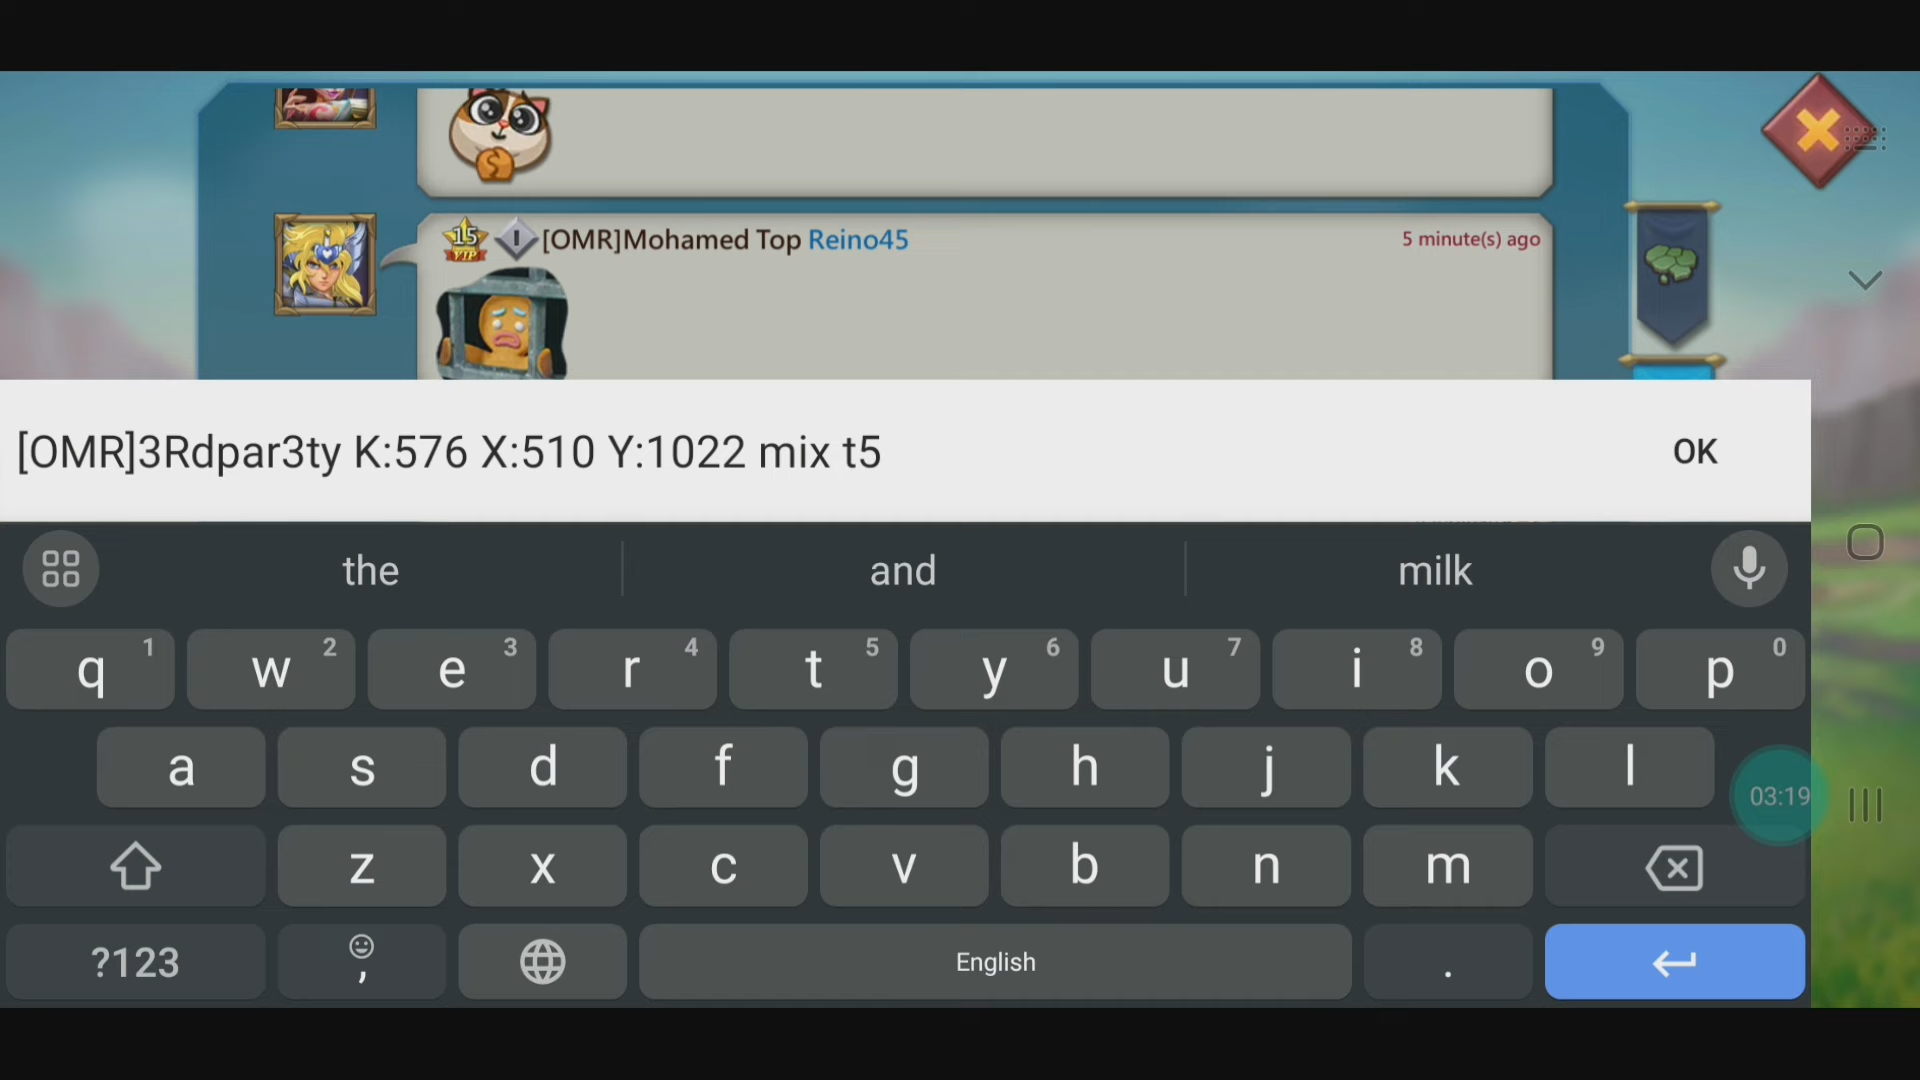 15 VIP [OMR]Mohamed Top Reino45 5 minute(s) ago
[OMR]3Rdpar3ty K:576 X:510 Y:1022 mix t5 OK
the and milk
q 1 w 2 e 3 r 4 t 5 y 6 u 7 i 8 o 9 p 0
a s d f g h j k l
03:19
z x c v b n m
?123 , English .